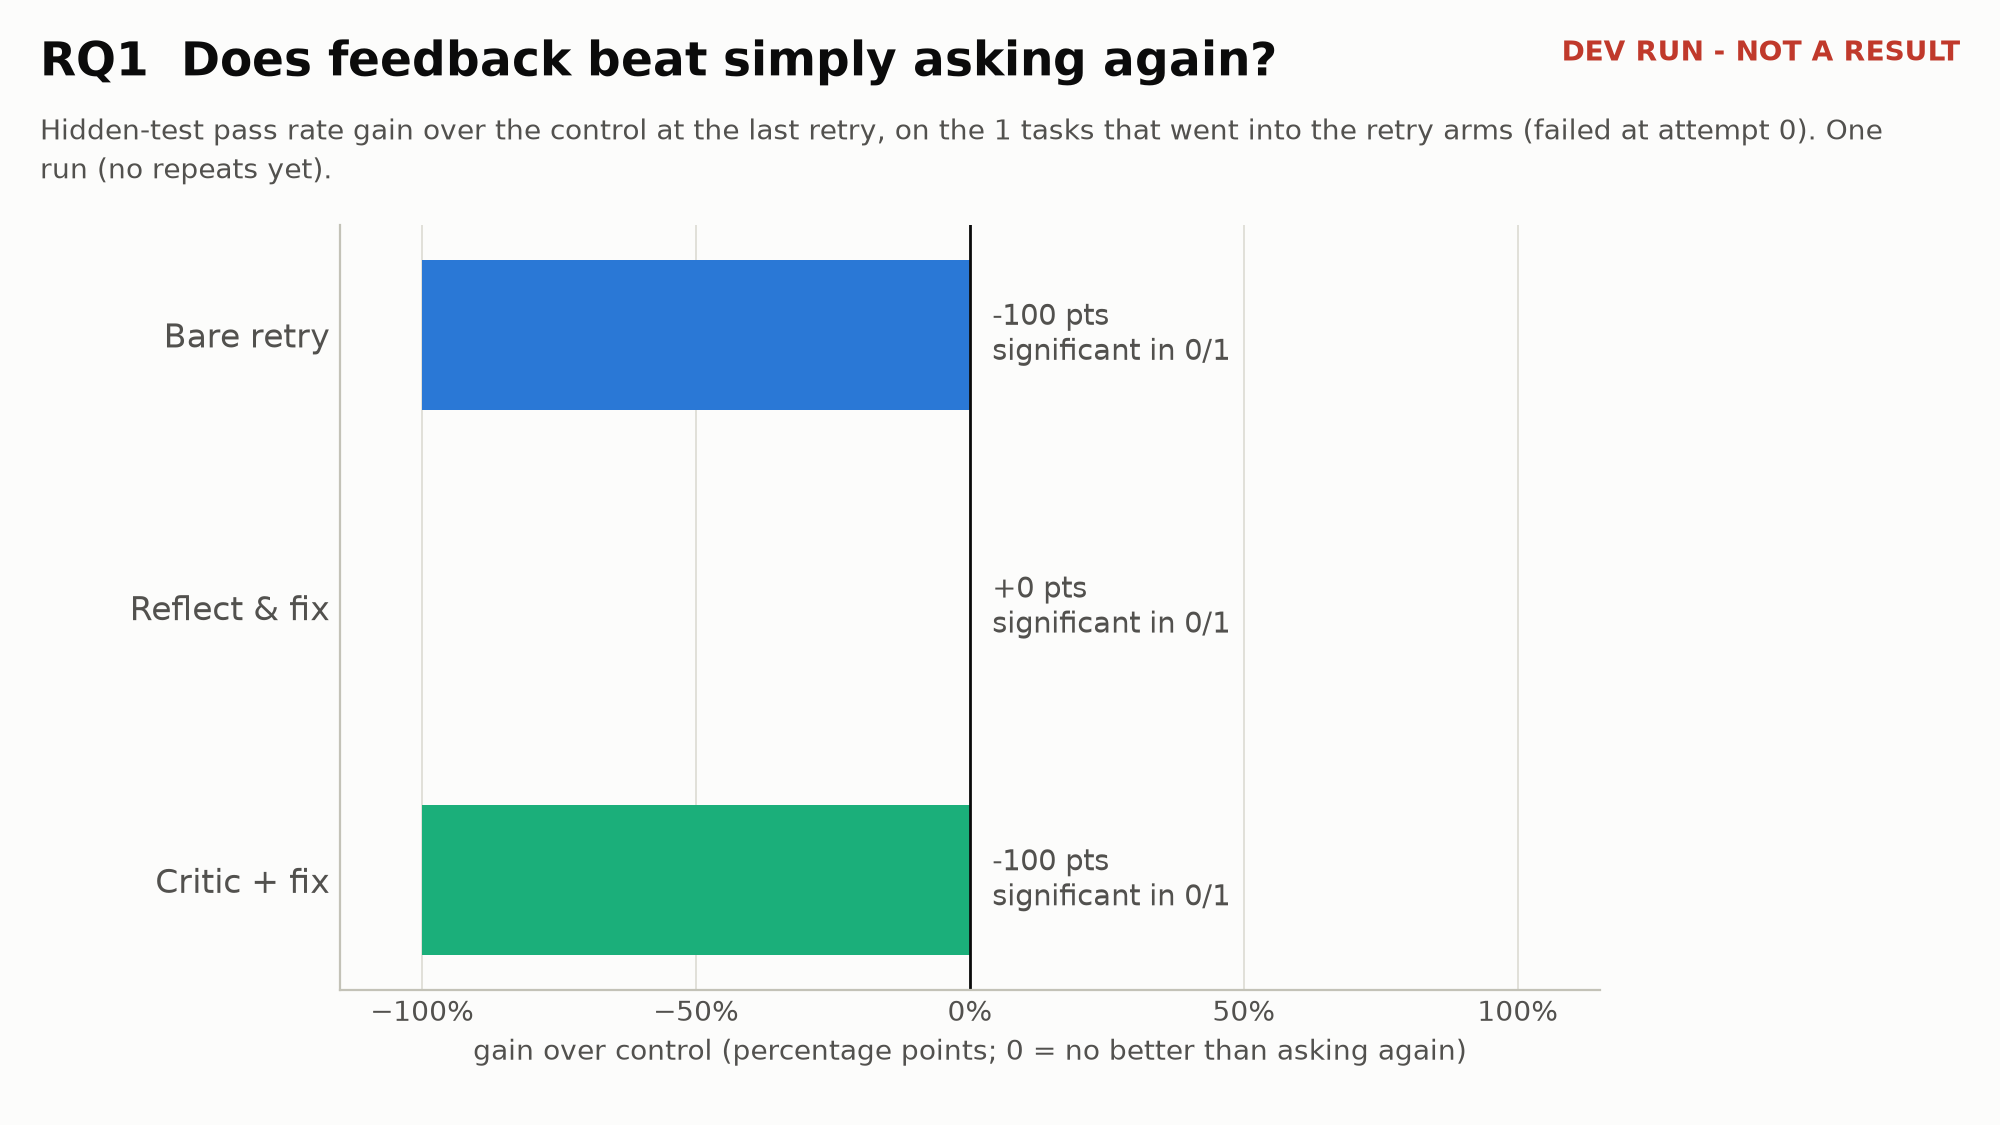 RQ1  Does feedback beat simply asking again?
DEV RUN - NOT A RESULT
Hidden-test pass rate gain over the control at the last retry, on the 1 tasks that went into the retry arms (failed at attempt 0). One
run (no repeats yet).
Bare retry
-100 pts
significant in 0/1
Reflect & fix
+0 pts
significant in 0/1
Critic + fix
-100 pts
significant in 0/1
−100%
−50%
0%
50%
100%
gain over control (percentage points; 0 = no better than asking again)